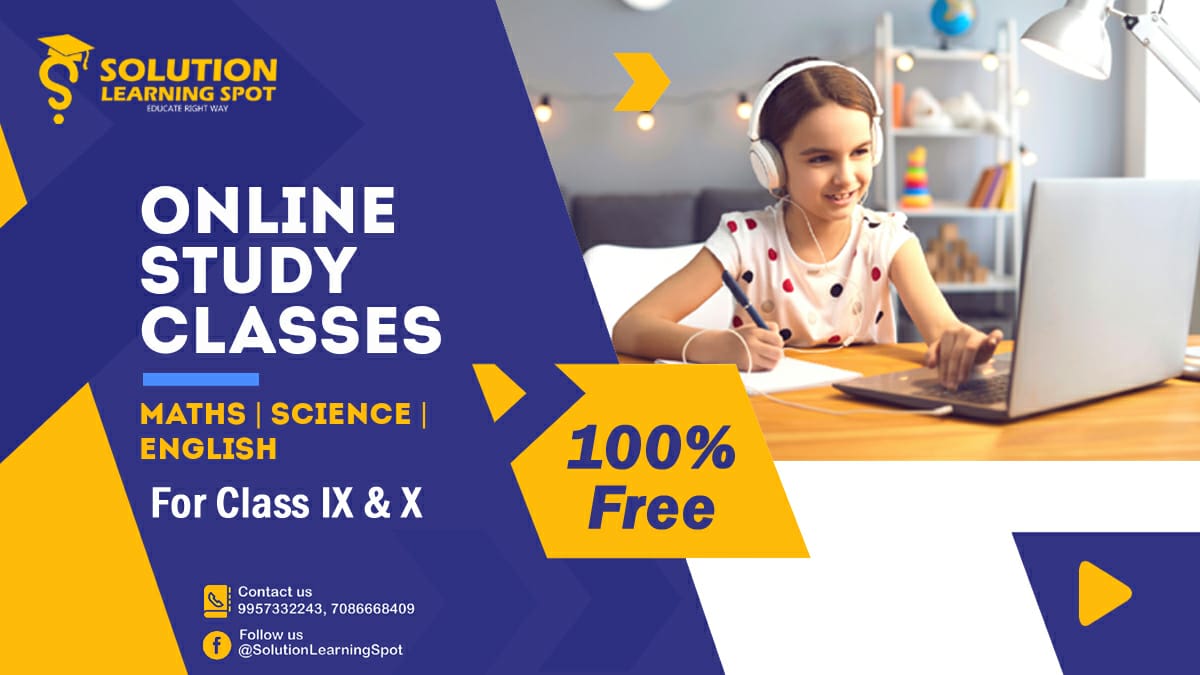 SOLUTION
LEARNING SPOT
EDUCATE RIGHT WAY
ONLINE
STUDY
CLASSES
MATHS | SCIENCE |
ENGLISH
For Class IX & X
100%
Free
Contact us
9957332243, 7086668409
Follow us
@SolutionLearningSpot